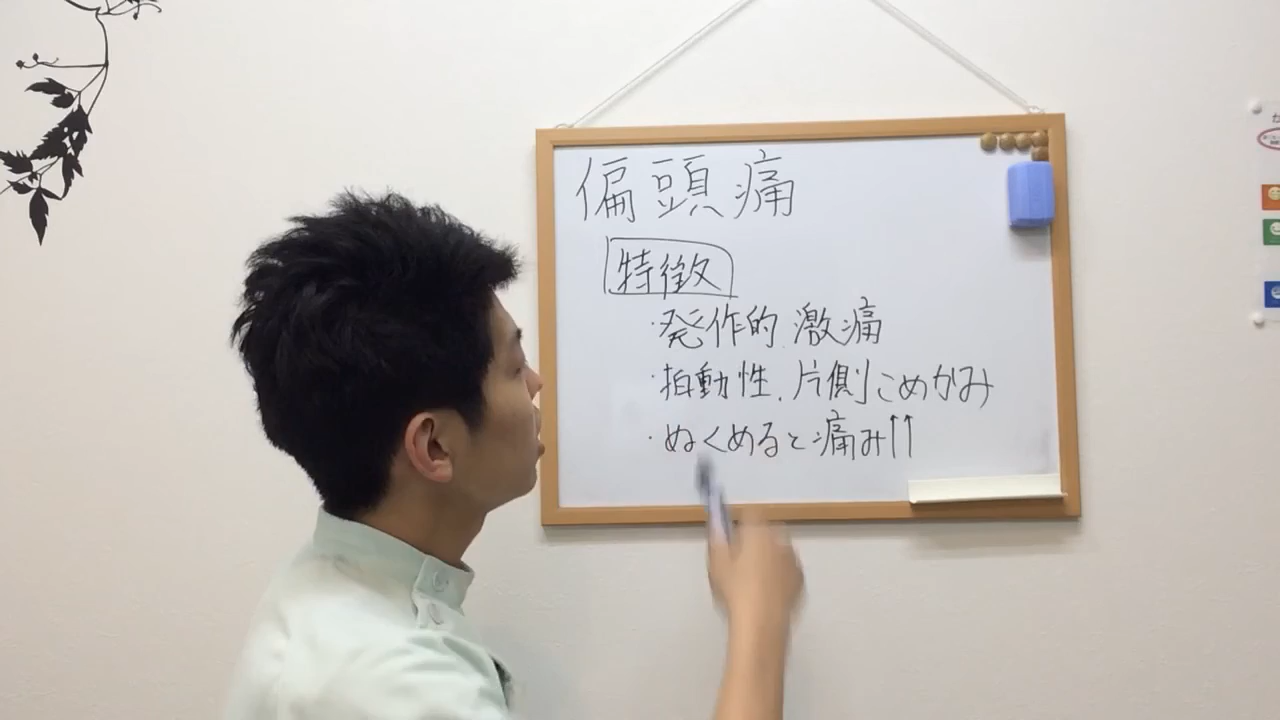 偏頭痛
特徴
・発作的 激痛
・拍動性、片側こめかみ
・ぬくめると痛み↑↑